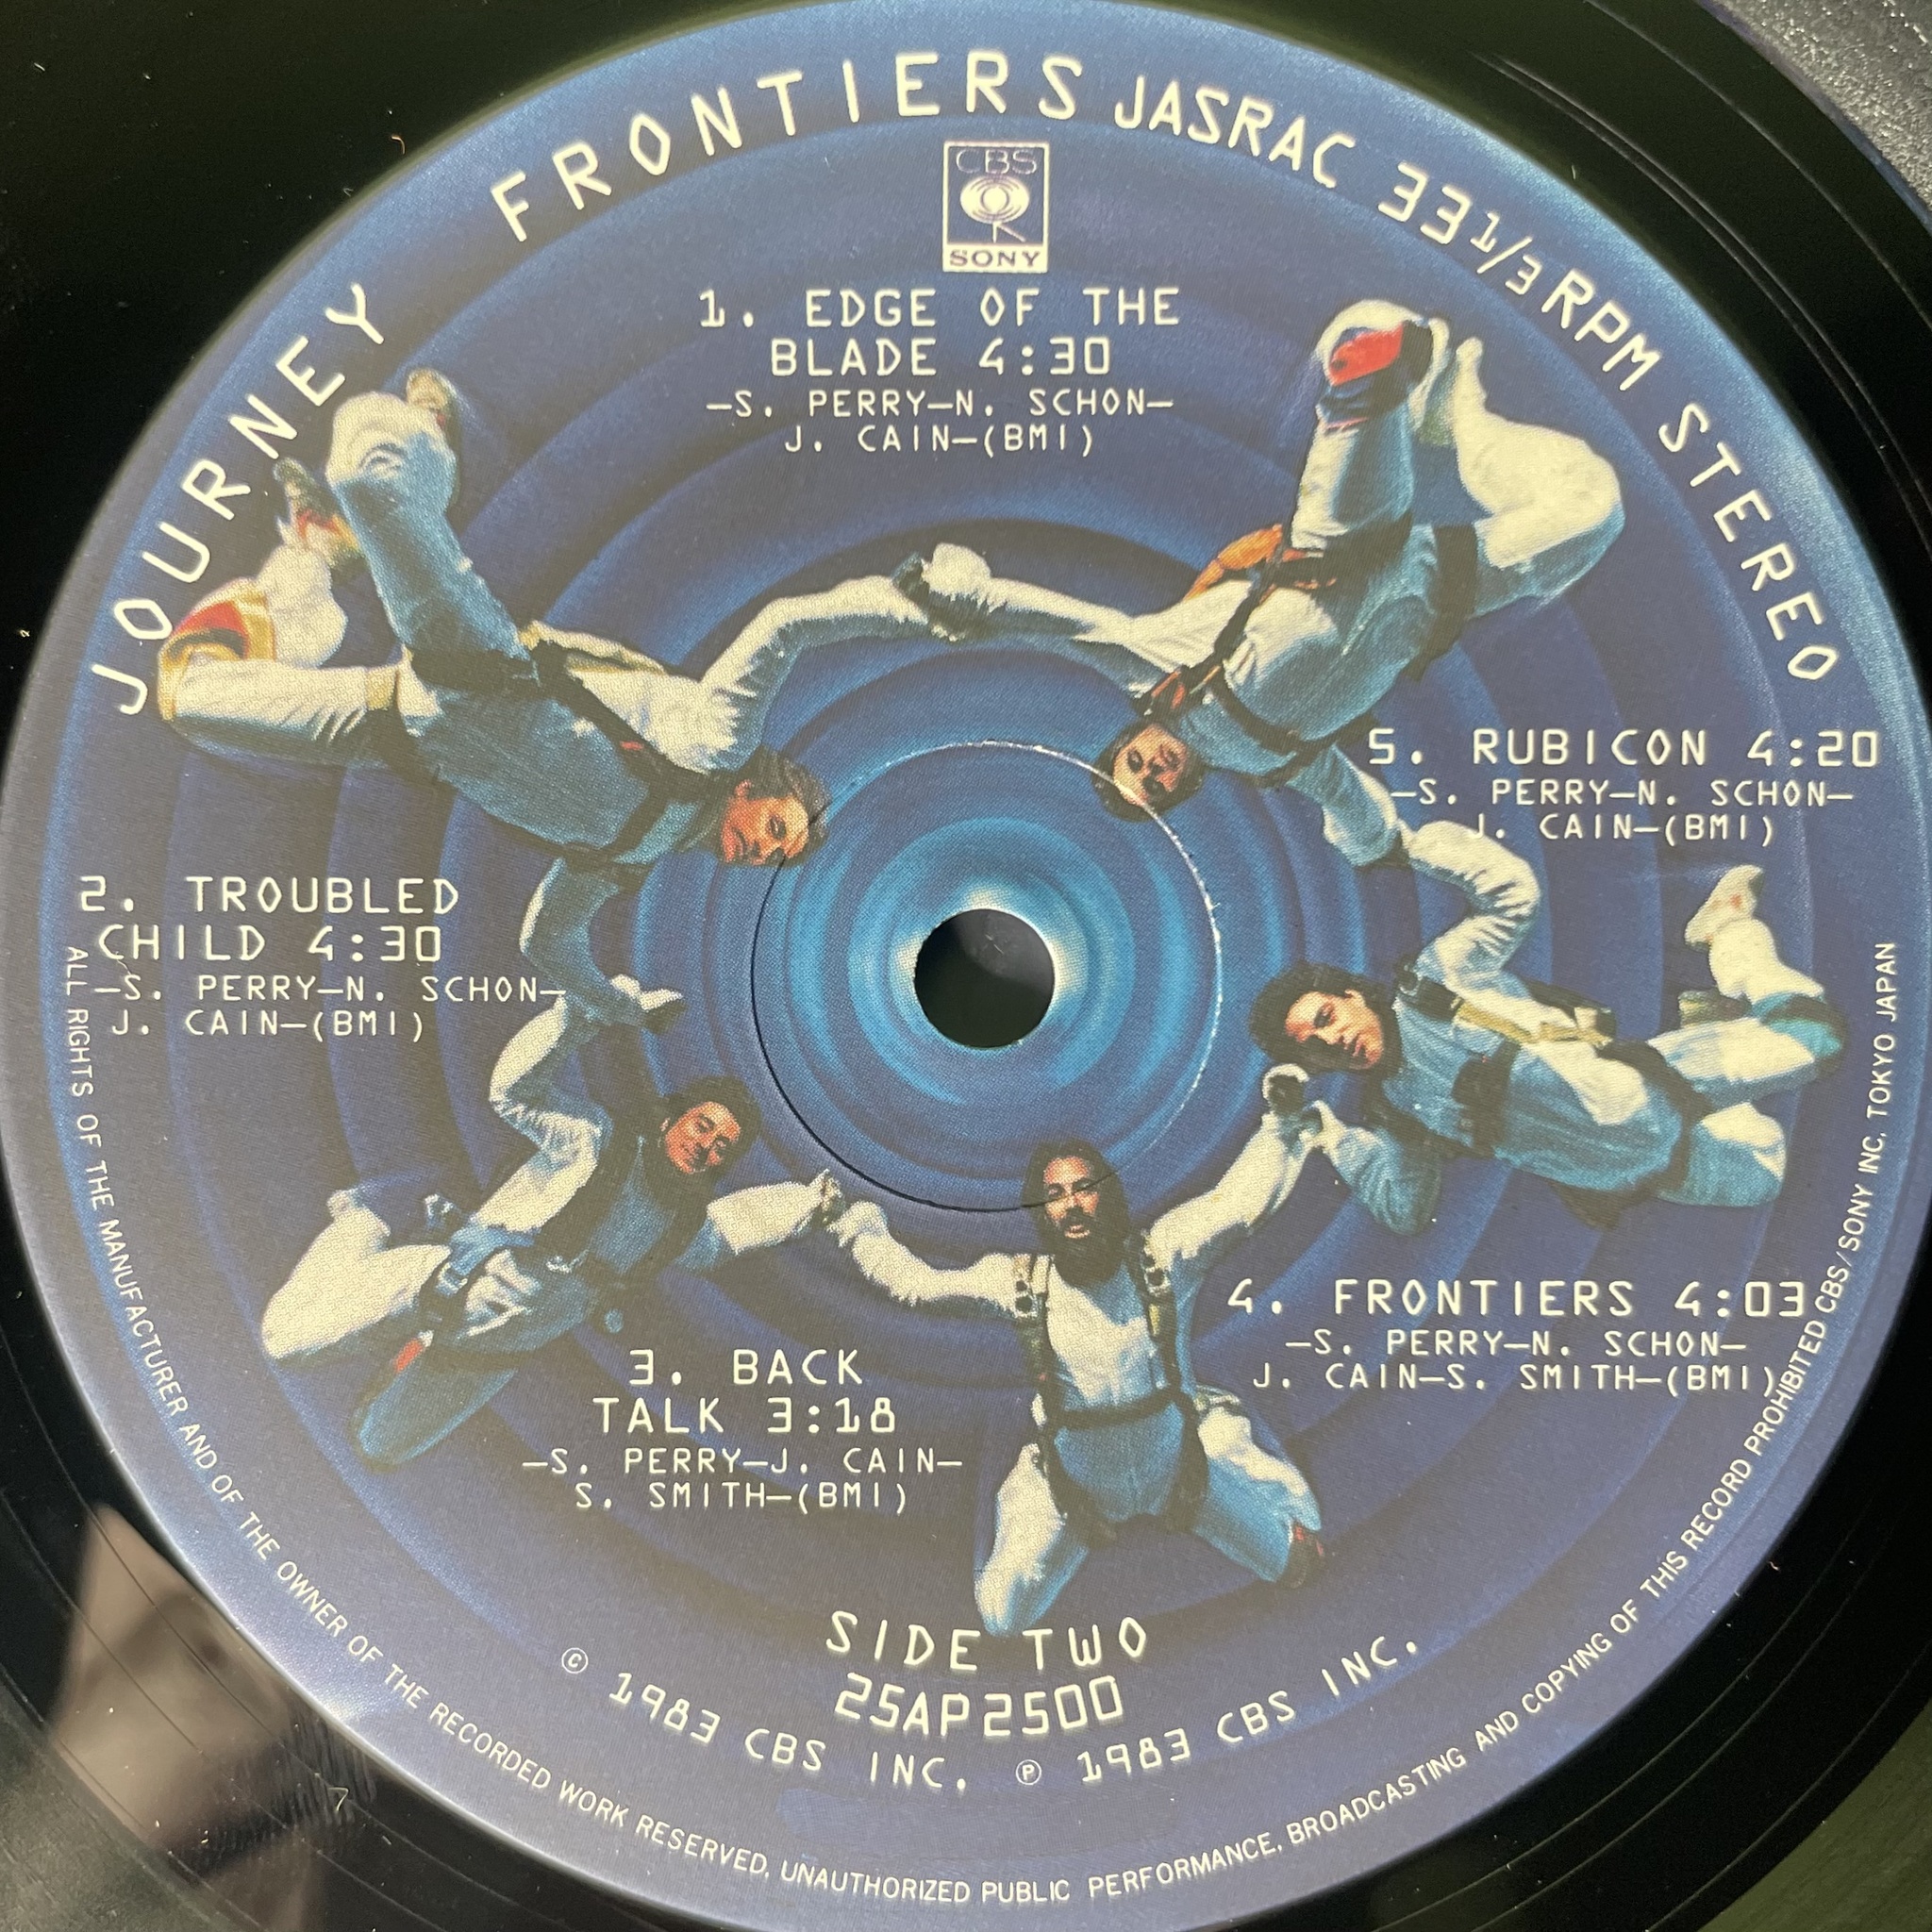 JOURNEY FRONTIERS JASRAC 33 1/3 RPM STEREO
CBS
SONY
1. EDGE OF THE
BLADE 4:30
—S. PERRY—N. SCHON—
J. CAIN—(BMI)
2. TROUBLED
CHILD 4:30
—S. PERRY—N. SCHON—
J. CAIN—(BMI)
3. BACK
TALK 3:18
—S. PERRY—J. CAIN—
S. SMITH—(BMI)
4. FRONTIERS 4:03
—S. PERRY—N. SCHON—
J. CAIN—S. SMITH—(BMI)
5. RUBICON 4:20
—S. PERRY—N. SCHON—
J. CAIN—(BMI)
SIDE TWO
25AP2500
© 1983 CBS INC. ℗ 1983 CBS INC.
ALL RIGHTS OF THE MANUFACTURER AND OF THE OWNER OF THE RECORDED WORK RESERVED. UNAUTHORIZED PUBLIC PERFORMANCE, BROADCASTING AND COPYING OF THIS RECORD PROHIBITED CBS/SONY INC. TOKYO JAPAN